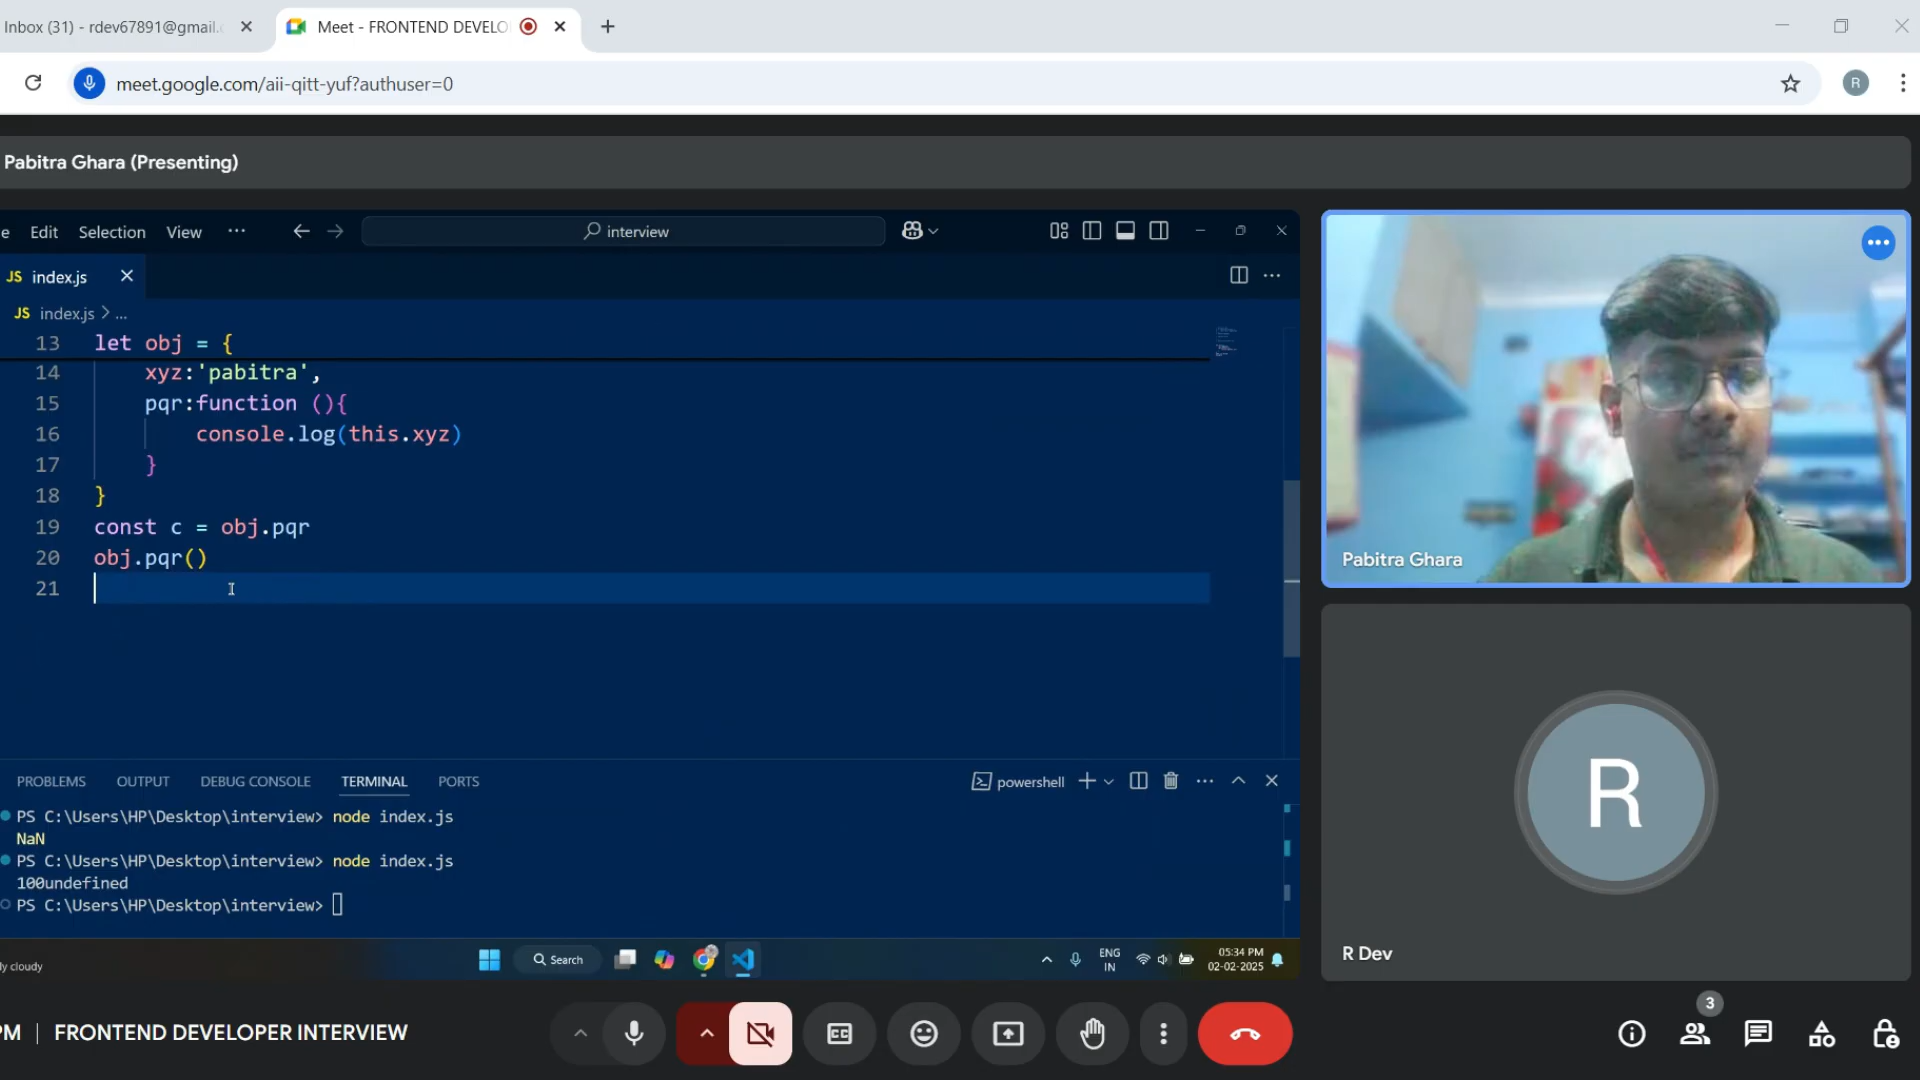 Inbox (31) - rdev67891@gmail.
Meet - FRONTEND DEVELO
meet.google.com/aii-qitt-yuf?authuser=0
R
Pabitra Ghara (Presenting)
Edit Selection View
interview
JS index.js
JS index.js > ...
13 let obj = {
14 xyz:'pabitra',
15 pqr:function (){
16 console.log(this.xyz)
17 }
18 }
19 const c = obj.pqr
20 obj.pqr()
21
PROBLEMS OUTPUT DEBUG CONSOLE TERMINAL PORTS
powershell
PS C:\Users\HP\Desktop\interview> node index.js
NaN
PS C:\Users\HP\Desktop\interview> node index.js
100undefined
PS C:\Users\HP\Desktop\interview>
cloudy
Search
ENG
IN
05:34 PM
02-02-2025
Pabitra Ghara
R
R Dev
PM | FRONTEND DEVELOPER INTERVIEW
CC
3